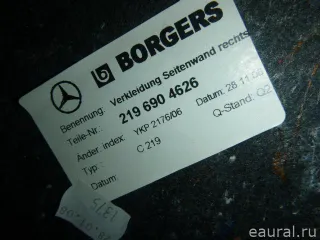 BORGERS
Benennung: Verkleidung Seitenwand rechts
Teile-Nr: 219 690 4626
Änder. index: YKP 2176/06 Datum: 28.11.06
Typ: C 219 Q-Stand: Q2
Datum:
1375
eaural.ru